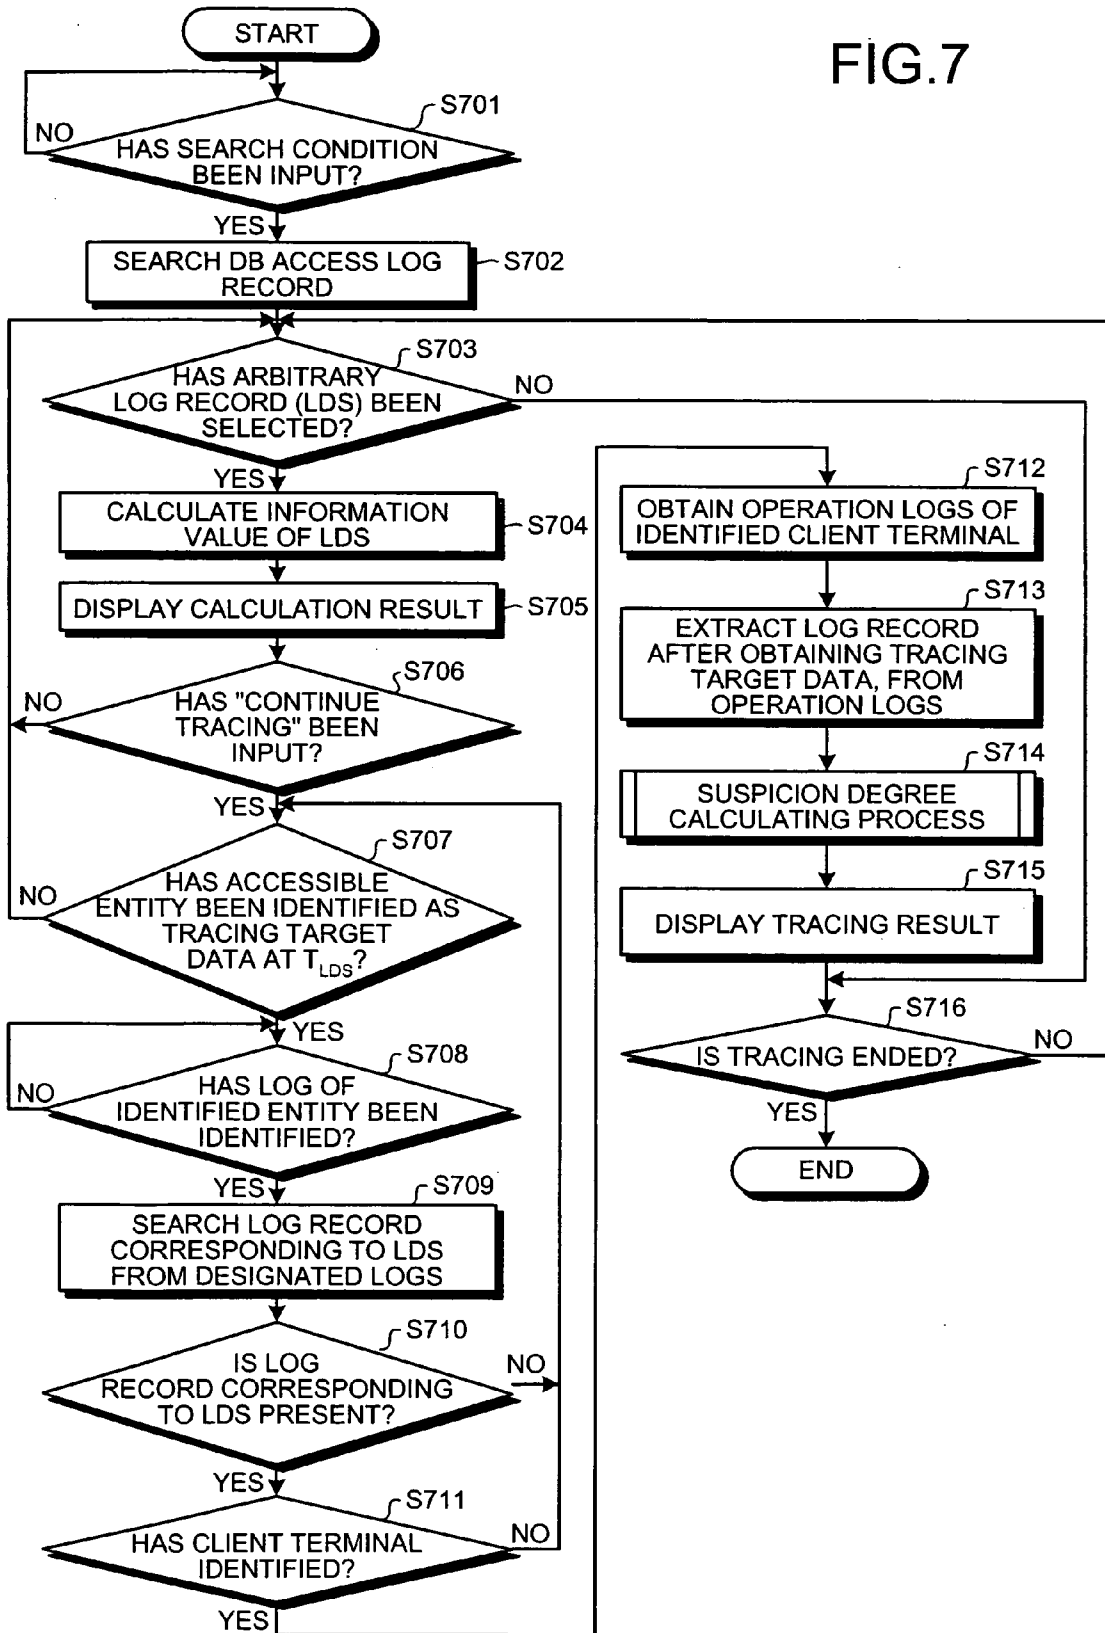 START
FIG.7
S701
NO
HAS SEARCH CONDITION
BEEN INPUT?
YES
SEARCH DB ACCESS LOG
RECORD
S702
S703
HAS ARBITRARY
LOG RECORD (LDS) BEEN
SELECTED?
NO
YES
CALCULATE INFORMATION
VALUE OF LDS
S704
DISPLAY CALCULATION RESULT
S705
S706
NO
HAS "CONTINUE
TRACING" BEEN
INPUT?
YES
S707
NO
HAS ACCESSIBLE
ENTITY BEEN IDENTIFIED AS
TRACING TARGET
DATA AT TLDS?
YES
S708
NO
HAS LOG OF
IDENTIFIED ENTITY BEEN
IDENTIFIED?
YES
S709
SEARCH LOG RECORD
CORRESPONDING TO LDS
FROM DESIGNATED LOGS
S710
IS LOG
RECORD CORRESPONDING
TO LDS PRESENT?
NO
YES
S711
HAS CLIENT TERMINAL
IDENTIFIED?
NO
YES
S712
OBTAIN OPERATION LOGS OF
IDENTIFIED CLIENT TERMINAL
S713
EXTRACT LOG RECORD
AFTER OBTAINING TRACING
TARGET DATA, FROM
OPERATION LOGS
S714
SUSPICION DEGREE
CALCULATING PROCESS
S715
DISPLAY TRACING RESULT
S716
IS TRACING ENDED?
NO
YES
END